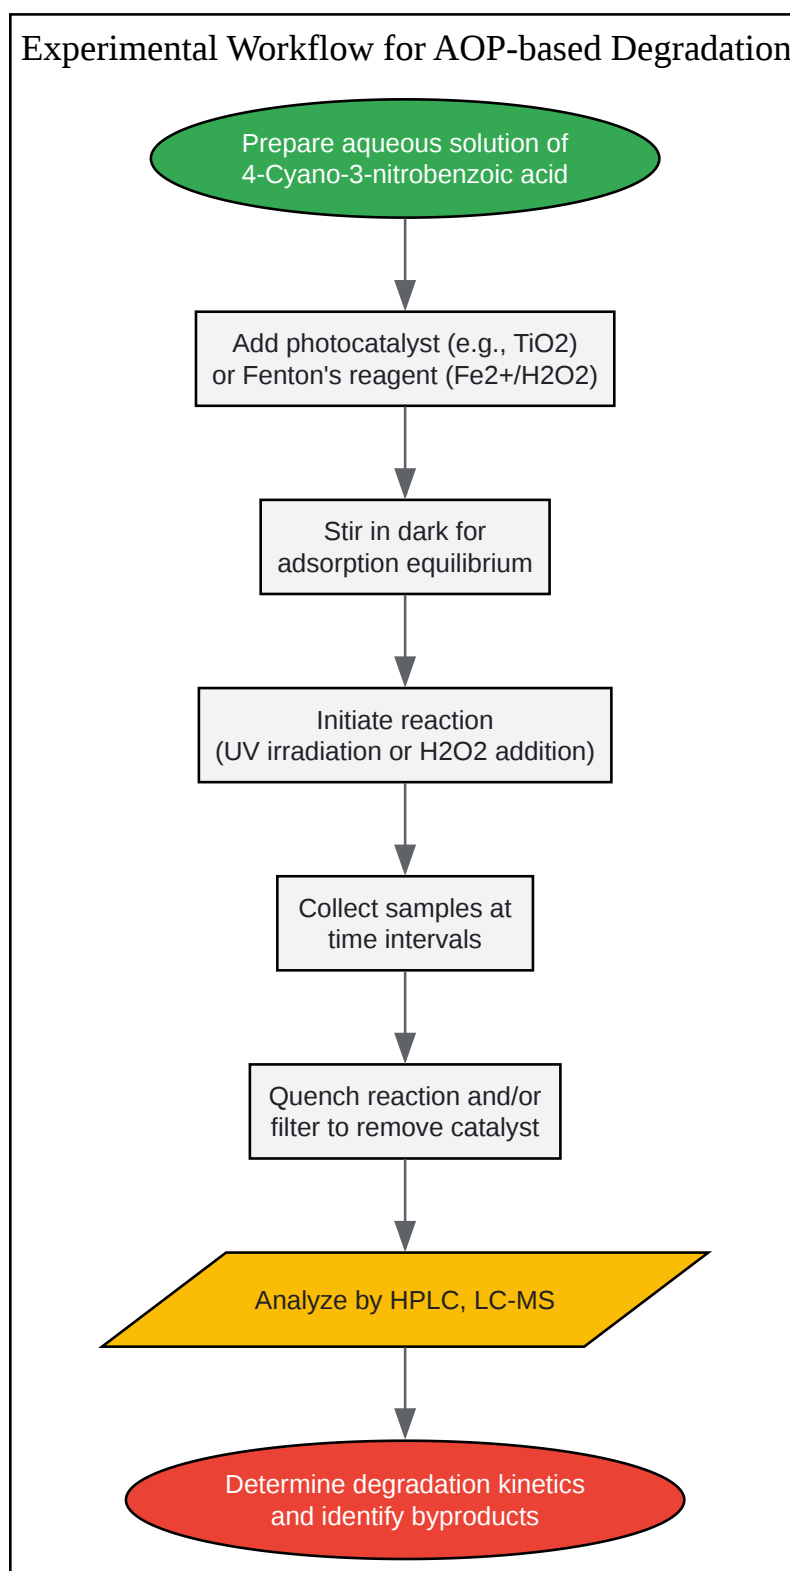 Experimental Workflow for AOP-based Degradation
Prepare aqueous solution of
4-Cyano-3-nitrobenzoic acid
Add photocatalyst (e.g., TiO2)
or Fenton's reagent (Fe2+/H2O2)
Stir in dark for
adsorption equilibrium
Initiate reaction
(UV irradiation or H2O2 addition)
Collect samples at
time intervals
Quench reaction and/or
filter to remove catalyst
Analyze by HPLC, LC-MS
Determine degradation kinetics
and identify byproducts